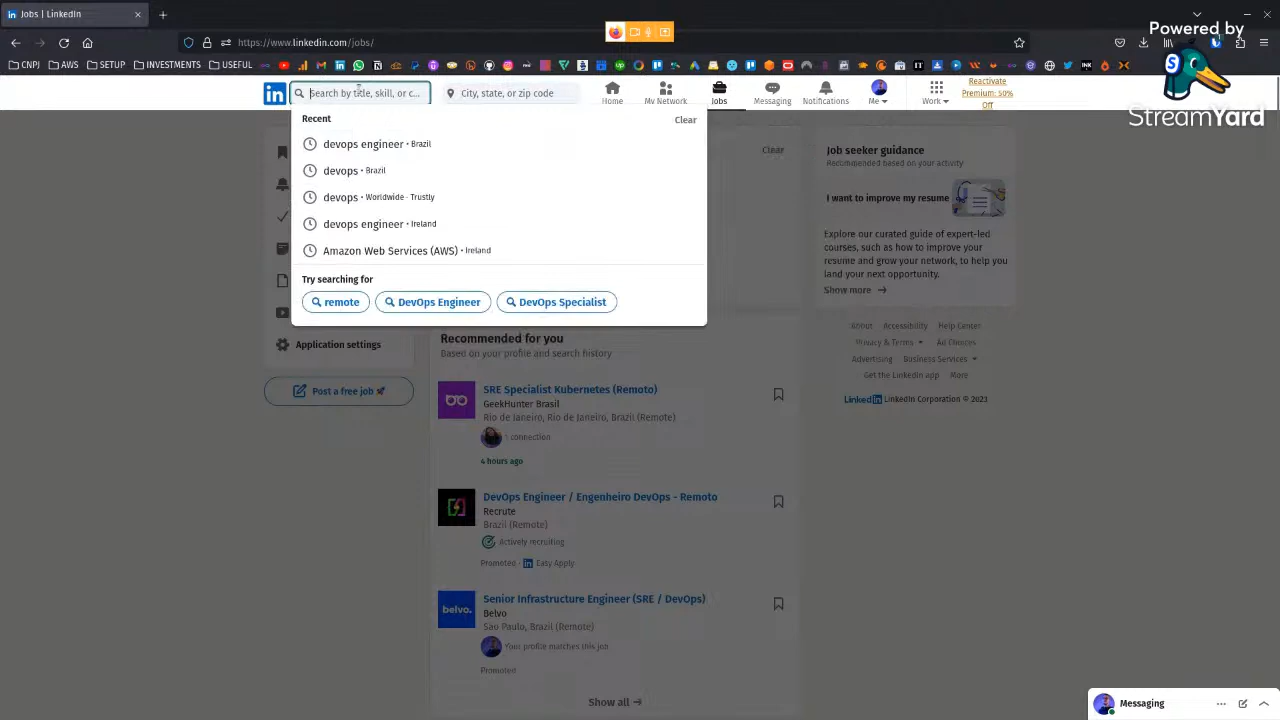 Jobs | LinkedIn
https://www.linkedin.com/jobs/
Powered by
StreamYard
CNPJ
AWS
SETUP
INVESTMENTS
USEFUL
Search by title, skill, or c...
City, state, or zip code
Home
My Network
Jobs
Messaging
Notifications
Me
Work
Reactivate
Premium: 50%
Off
Recent
Clear
devops engineer • Brazil
devops • Brazil
devops • Worldwide · Trustly
devops engineer • Ireland
Amazon Web Services (AWS) • Ireland
Try searching for
remote
DevOps Engineer
DevOps Specialist
Clear
Application settings
Post a free job 🚀
Recommended for you
Based on your profile and search history
SRE Specialist Kubernetes (Remoto)
GeekHunter Brasil
Rio de Janeiro, Rio de Janeiro, Brazil (Remote)
1 connection
4 hours ago
DevOps Engineer / Engenheiro DevOps - Remoto
Recrute
Brazil (Remote)
Actively recruiting
Promoted · Easy Apply
belvo.
Senior Infrastructure Engineer (SRE / DevOps)
Belvo
Sao Paulo, Brazil (Remote)
Your profile matches this job
Promoted
Show all →
Job seeker guidance
Recommended based on your activity
I want to improve my resume
Explore our curated guide of expert-led
courses, such as how to improve your
resume and grow your network, to help you
land your next opportunity.
Show more →
About Accessibility Help Center
Privacy & Terms Ad Choices
Advertising Business Services
Get the LinkedIn app More
LinkedIn LinkedIn Corporation © 2021
Messaging